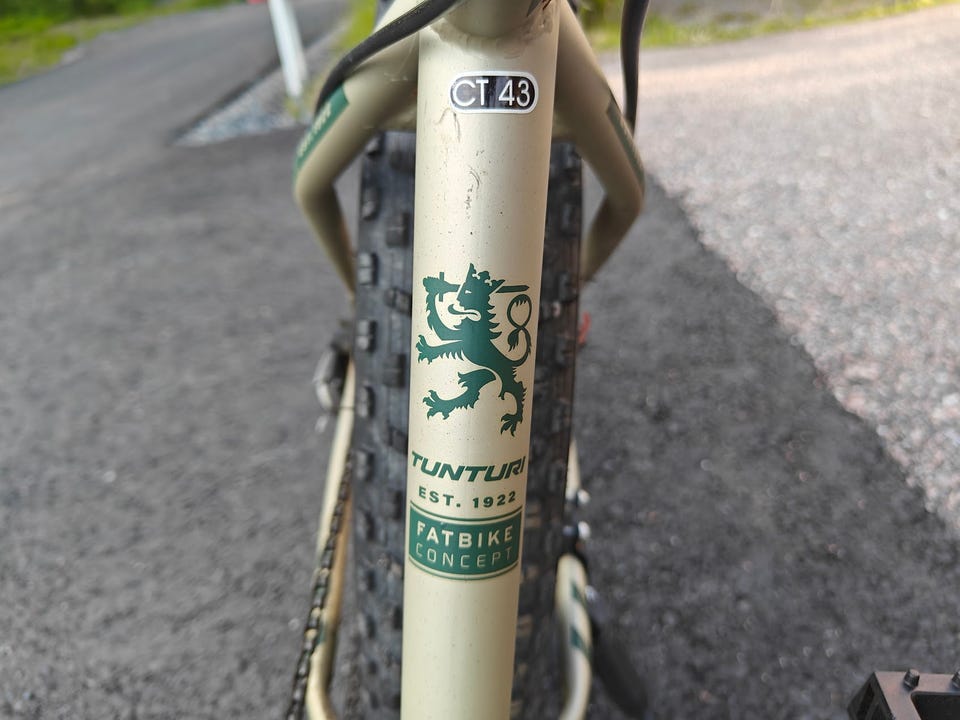 CT 43
TUNTURI
EST. 1922
FATBIKE
CONCEPT